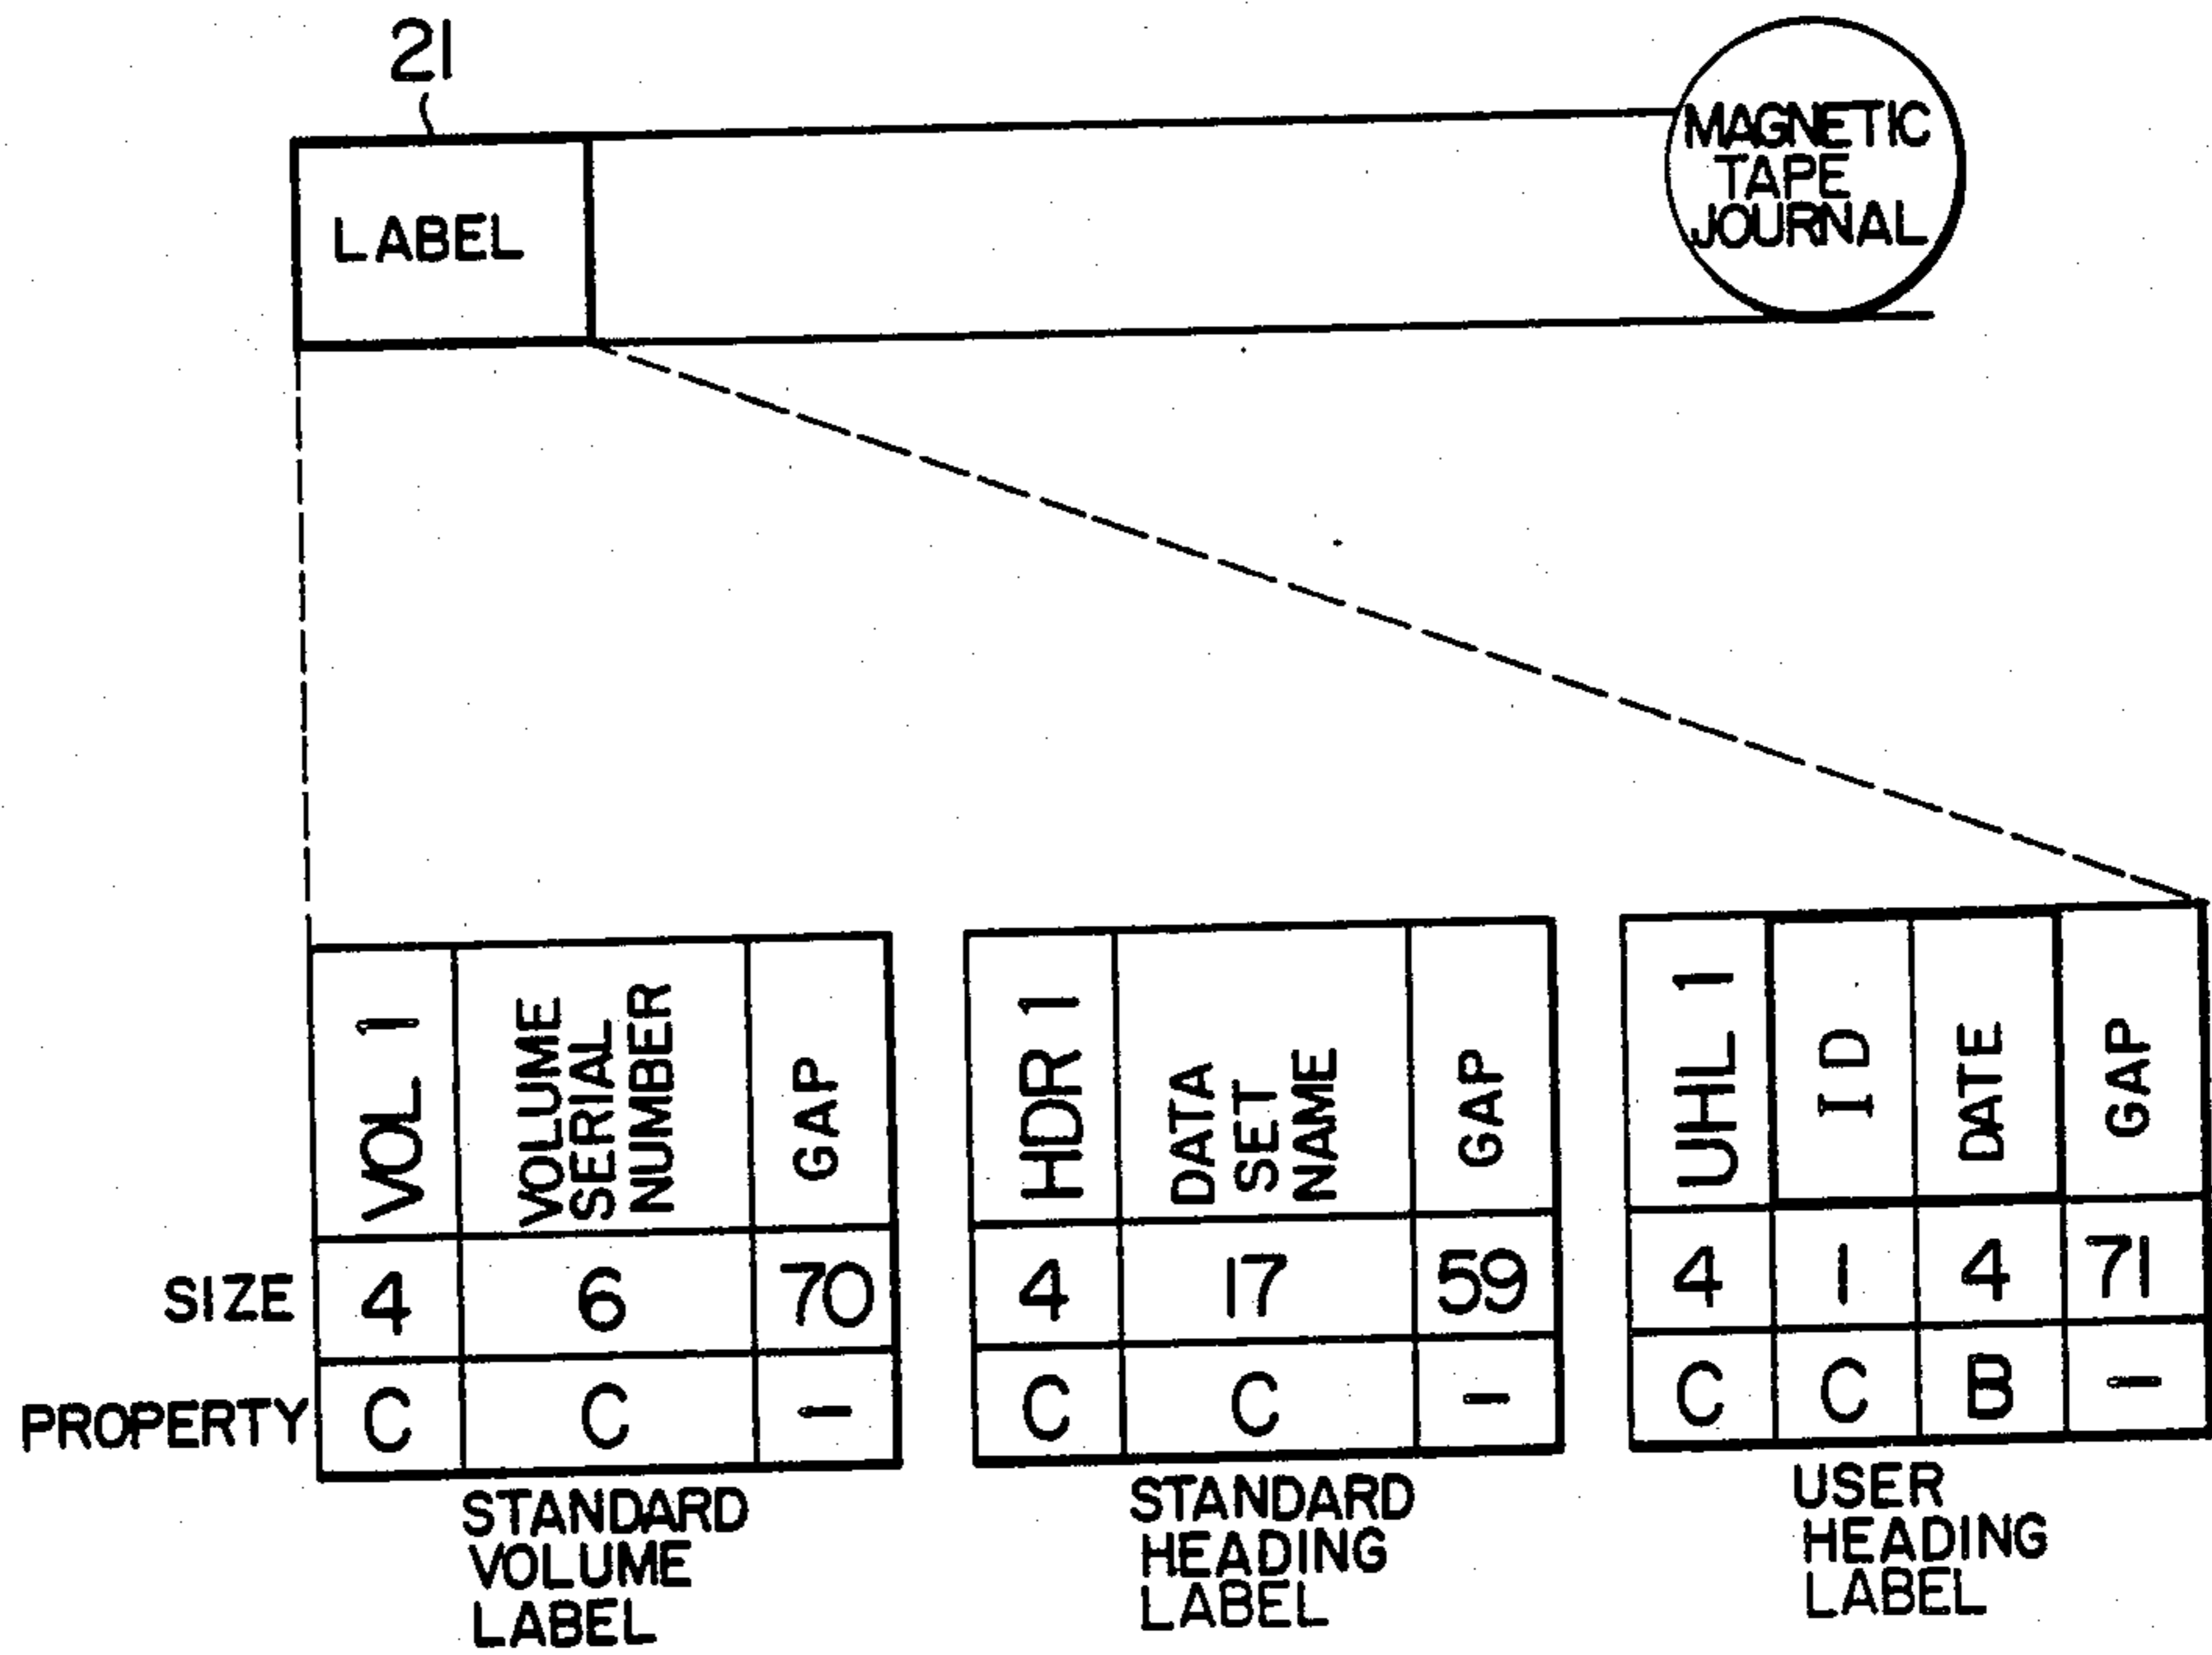 21
LABEL
MAGNETIC
TAPE
JOURNAL
VOL 1
VOLUME
SERIAL
NUMBER
GAP
HDR 1
DATA
SET
NAME
GAP
UHL 1
ID
DATE
GAP
SIZE 4 6 70 4 17 59 4 1 4 71
PROPERTY C C - C C - C C B -
STANDARD
VOLUME
LABEL
STANDARD
HEADING
LABEL
USER
HEADING
LABEL